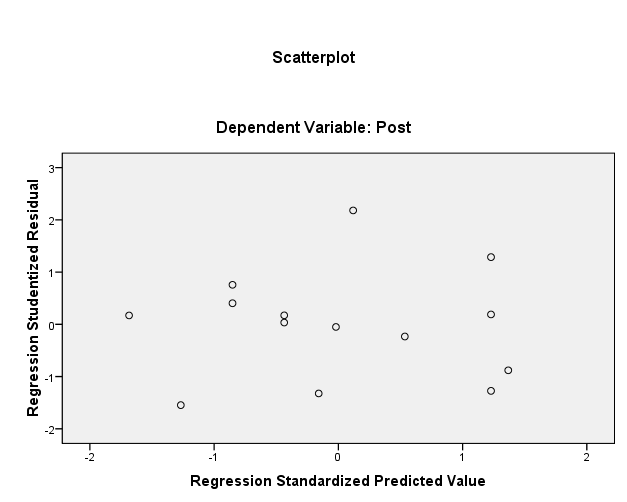 Scatterplot
Dependent Variable: Post
Regression Studentized Residual
3
2
1
0
-1
-2
-2
-1
0
1
2
Regression Standardized Predicted Value